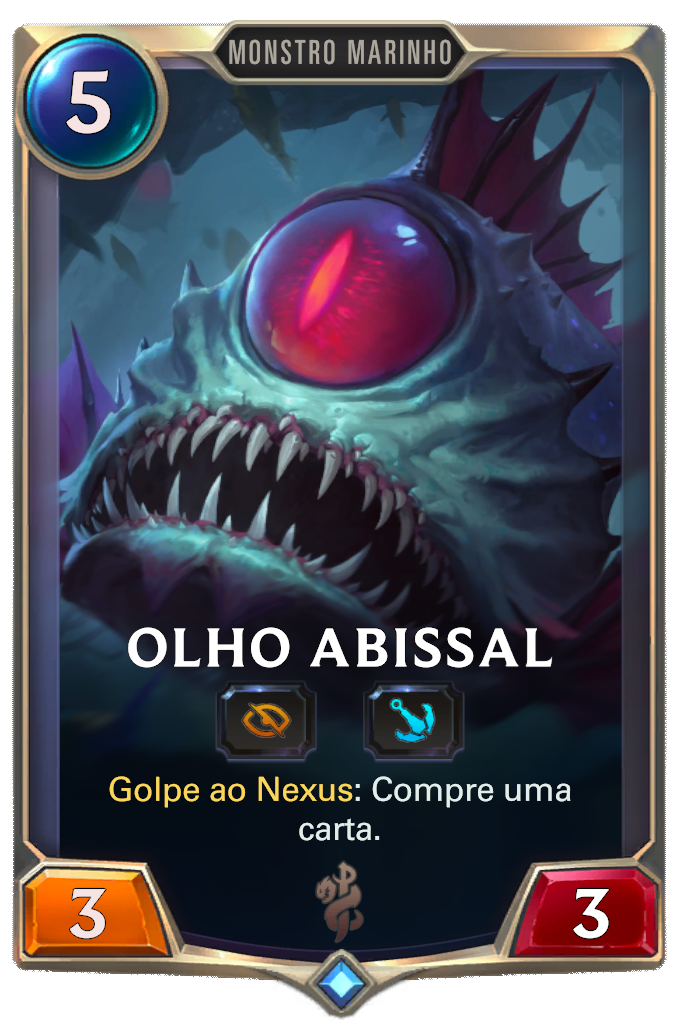 MONSTRO MARINHO
5
OLHO ABISSAL
Golpe ao Nexus: Compre uma
carta.
3
3